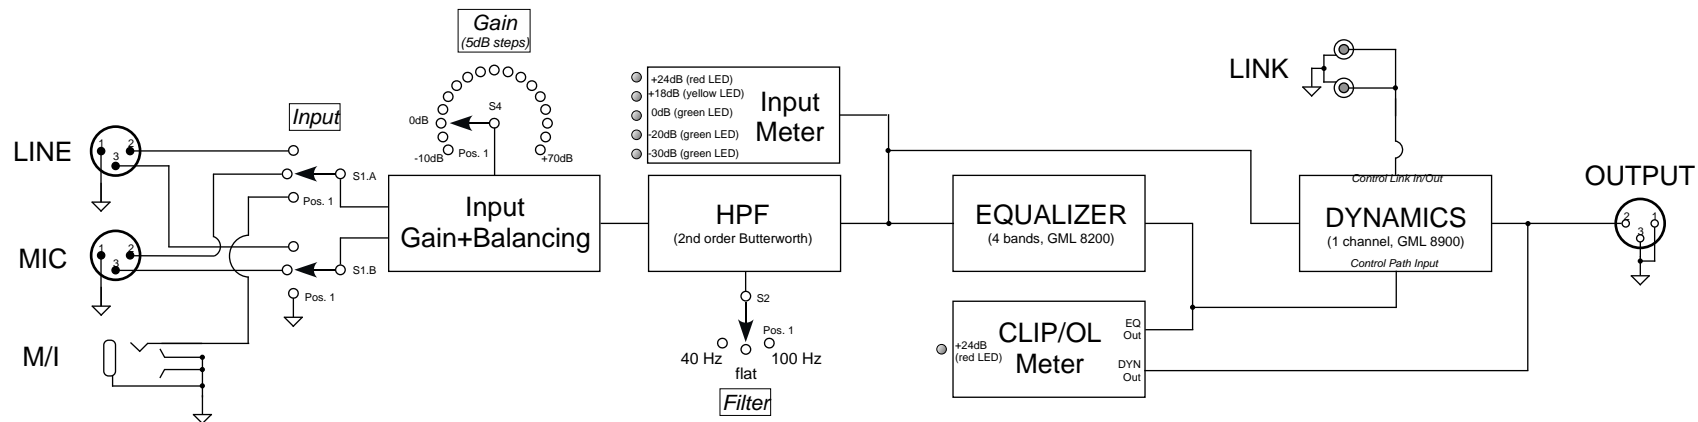 Gain
(5dB steps)
S4
0dB
-10dB
Pos. 1
+70dB
Input
LINE
1
2
3
S1.A
Pos. 1
MIC
1
2
3
S1.B
Pos. 1
M/I
Input
Gain+Balancing
+24dB (red LED)
+18dB (yellow LED)
0dB (green LED)
-20dB (green LED)
-30dB (green LED)
Input
Meter
HPF
(2nd order Butterworth)
S2
Pos. 1
40 Hz
100 Hz
flat
Filter
EQUALIZER
(4 bands, GML 8200)
CLIP/OL
Meter
+24dB
(red LED)
EQ
Out
DYN
Out
LINK
Control Link In/Out
DYNAMICS
(1 channel, GML 8900)
Control Path Input
OUTPUT
2
1
3